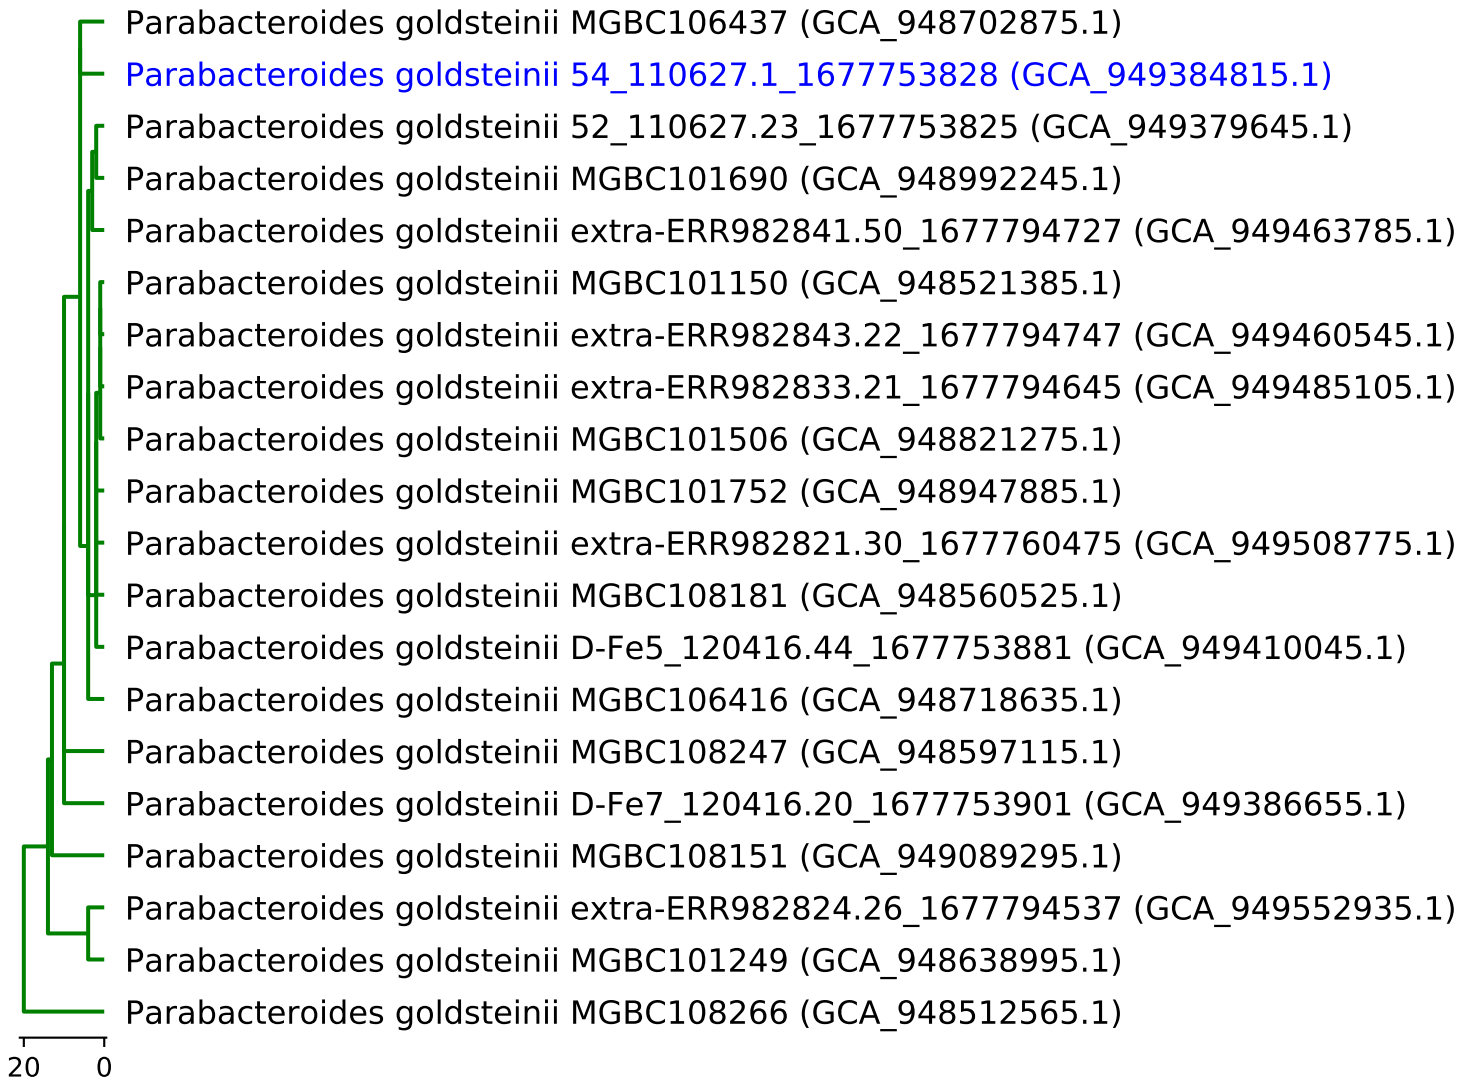 Parabacteroides goldsteinii MGBC106437 (GCA_948702875.1)
Parabacteroides goldsteinii 54_110627.1_1677753828 (GCA_949384815.1)
Parabacteroides goldsteinii 52_110627.23_1677753825 (GCA_949379645.1)
Parabacteroides goldsteinii MGBC101690 (GCA_948992245.1)
Parabacteroides goldsteinii extra-ERR982841.50_1677794727 (GCA_949463785.1)
Parabacteroides goldsteinii MGBC101150 (GCA_948521385.1)
Parabacteroides goldsteinii extra-ERR982843.22_1677794747 (GCA_949460545.1)
Parabacteroides goldsteinii extra-ERR982833.21_1677794645 (GCA_949485105.1)
Parabacteroides goldsteinii MGBC101506 (GCA_948821275.1)
Parabacteroides goldsteinii MGBC101752 (GCA_948947885.1)
Parabacteroides goldsteinii extra-ERR982821.30_1677760475 (GCA_949508775.1)
Parabacteroides goldsteinii MGBC108181 (GCA_948560525.1)
Parabacteroides goldsteinii D-Fe5_120416.44_1677753881 (GCA_949410045.1)
Parabacteroides goldsteinii MGBC106416 (GCA_948718635.1)
Parabacteroides goldsteinii MGBC108247 (GCA_948597115.1)
Parabacteroides goldsteinii D-Fe7_120416.20_1677753901 (GCA_949386655.1)
Parabacteroides goldsteinii MGBC108151 (GCA_949089295.1)
Parabacteroides goldsteinii extra-ERR982824.26_1677794537 (GCA_949552935.1)
Parabacteroides goldsteinii MGBC101249 (GCA_948638995.1)
Parabacteroides goldsteinii MGBC108266 (GCA_948512565.1)
20 0